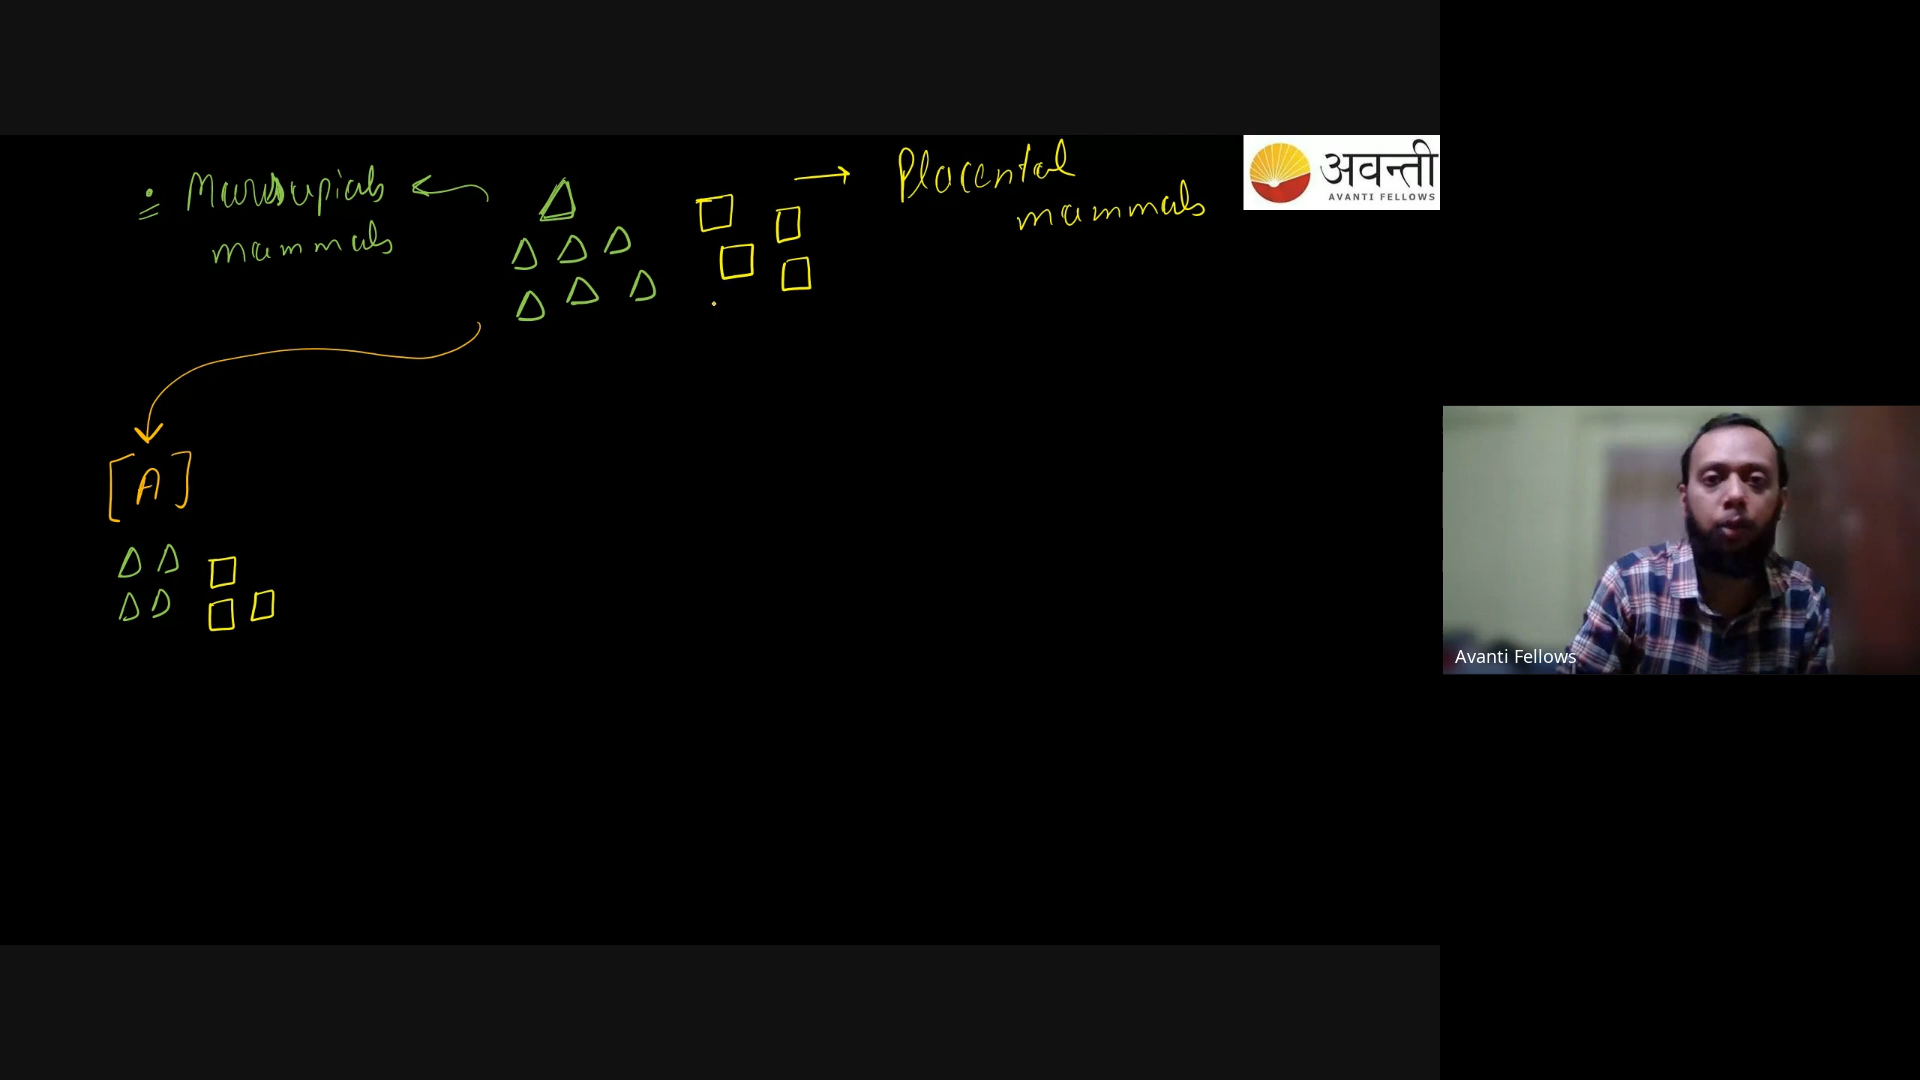 Marsupials
mammals
Placental
mammals
अवन्ती
AVANTI FELLOWS
[A]
Avanti Fellows